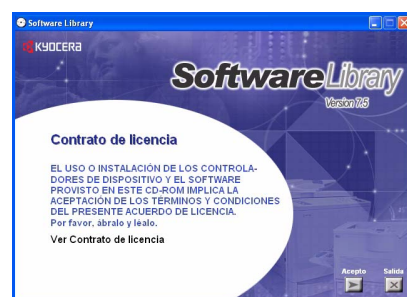 Software Library
KYOCERA
SoftwareLibrary
Version 7.5
Contrato de licencia
EL USO O INSTALACIÓN DE LOS CONTROLA-
DORES DE DISPOSITIVO Y EL SOFTWARE
PROVISTO EN ESTE CD-ROM IMPLICA LA
ACEPTACIÓN DE LOS TÉRMINOS Y CONDICIONES
DEL PRESENTE ACUERDO DE LICENCIA.
Por favor, ábralo y léalo.
Ver Contrato de licencia
Acepto Salida